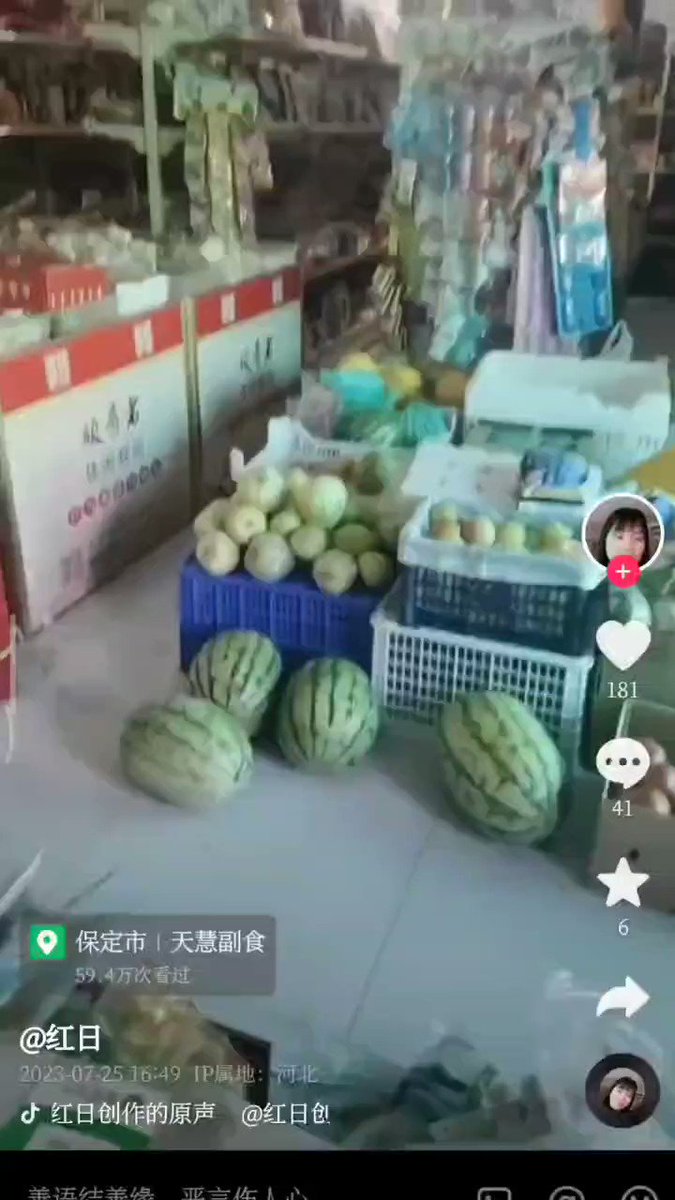 181
41
6
保定市 | 天慧副食
59.4万次看过
@红日
2023-07-25 16:49 IP属地：河北
红日创作的原声 @红日创
善语结善缘，恶言伤人心